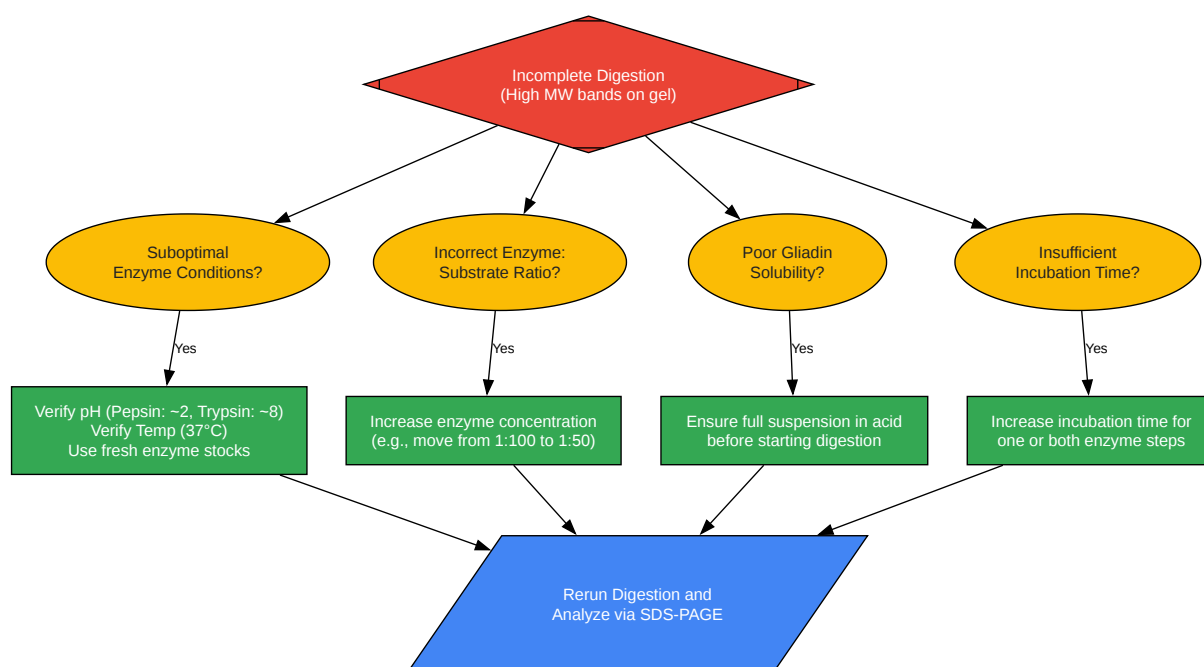 Incomplete Digestion
(High MW bands on gel)
Suboptimal
Enzyme Conditions?
Incorrect Enzyme:
Substrate Ratio?
Poor Gliadin
Solubility?
Insufficient
Incubation Time?
Yes
Yes
Yes
Yes
Verify pH (Pepsin: ~2, Trypsin: ~8)
Verify Temp (37°C)
Use fresh enzyme stocks
Increase enzyme concentration
(e.g., move from 1:100 to 1:50)
Ensure full suspension in acid
before starting digestion
Increase incubation time for
one or both enzyme steps
Rerun Digestion and
Analyze via SDS-PAGE